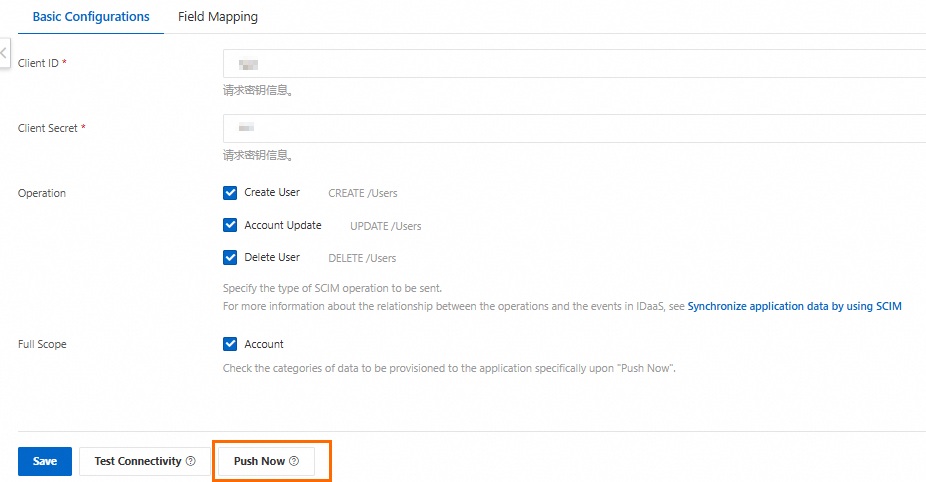 Basic Configurations Field Mapping
Client ID *
请求密钥信息。
Client Secret *
请求密钥信息。
Operation
Create User CREATE /Users
Account Update UPDATE /Users
Delete User DELETE /Users
Specify the type of SCIM operation to be sent.
For more information about the relationship between the operations and the events in IDaaS, see Synchronize application data by using SCIM
Full Scope
Account
Check the categories of data to be provisioned to the application specifically upon "Push Now".
Save Test Connectivity Push Now